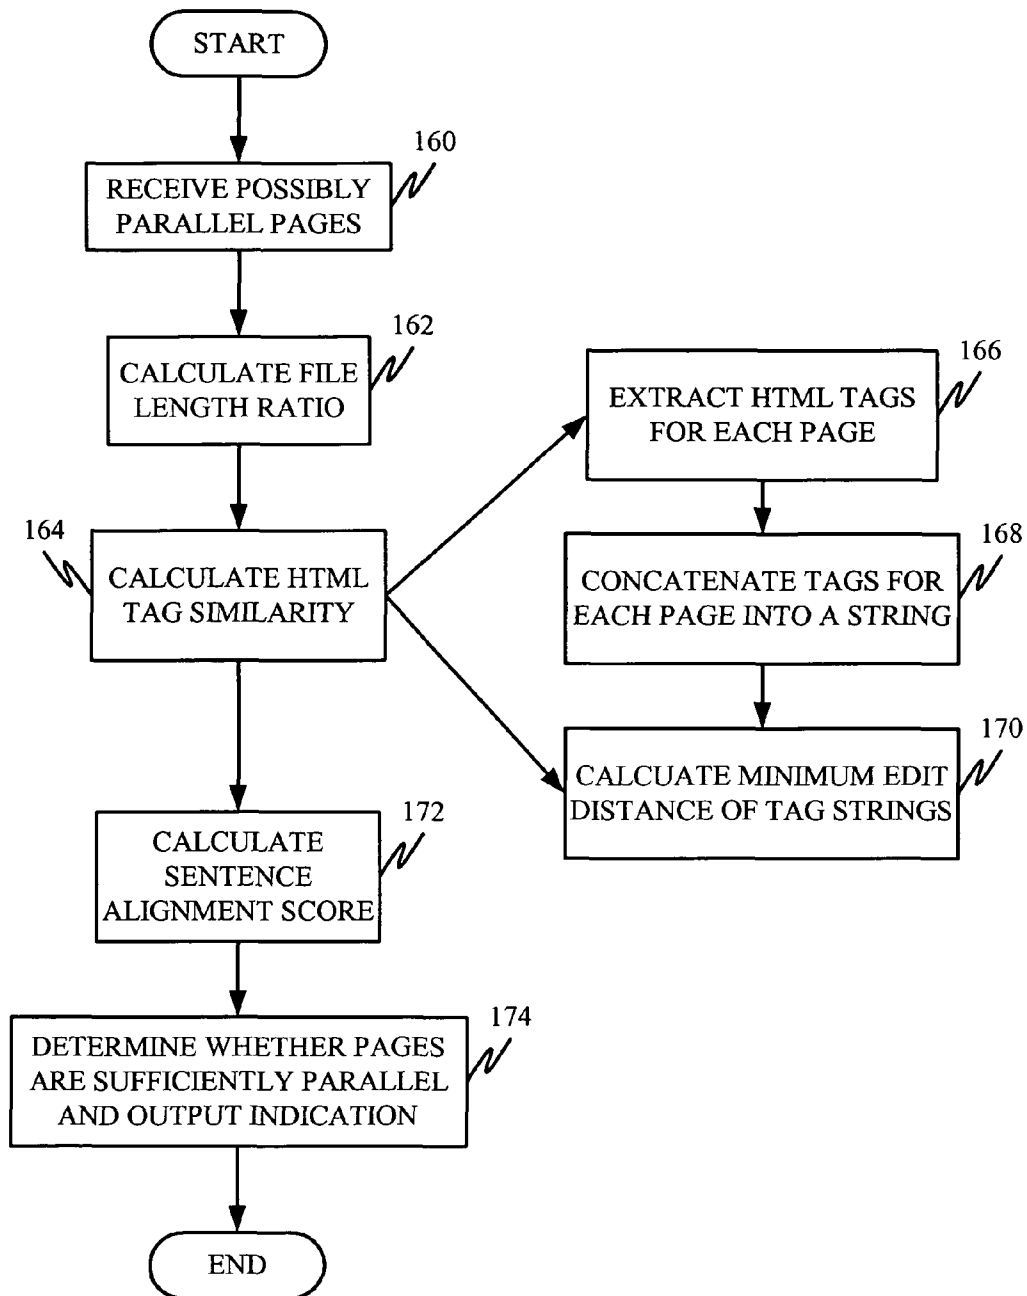 START
160
RECEIVE POSSIBLY
PARALLEL PAGES
162
CALCULATE FILE
LENGTH RATIO
164
CALCULATE HTML
TAG SIMILARITY
166
EXTRACT HTML TAGS
FOR EACH PAGE
168
CONCATENATE TAGS FOR
EACH PAGE INTO A STRING
170
CALCUATE MINIMUM EDIT
DISTANCE OF TAG STRINGS
172
CALCULATE
SENTENCE
ALIGNMENT SCORE
174
DETERMINE WHETHER PAGES
ARE SUFFICIENTLY PARALLEL
AND OUTPUT INDICATION
END